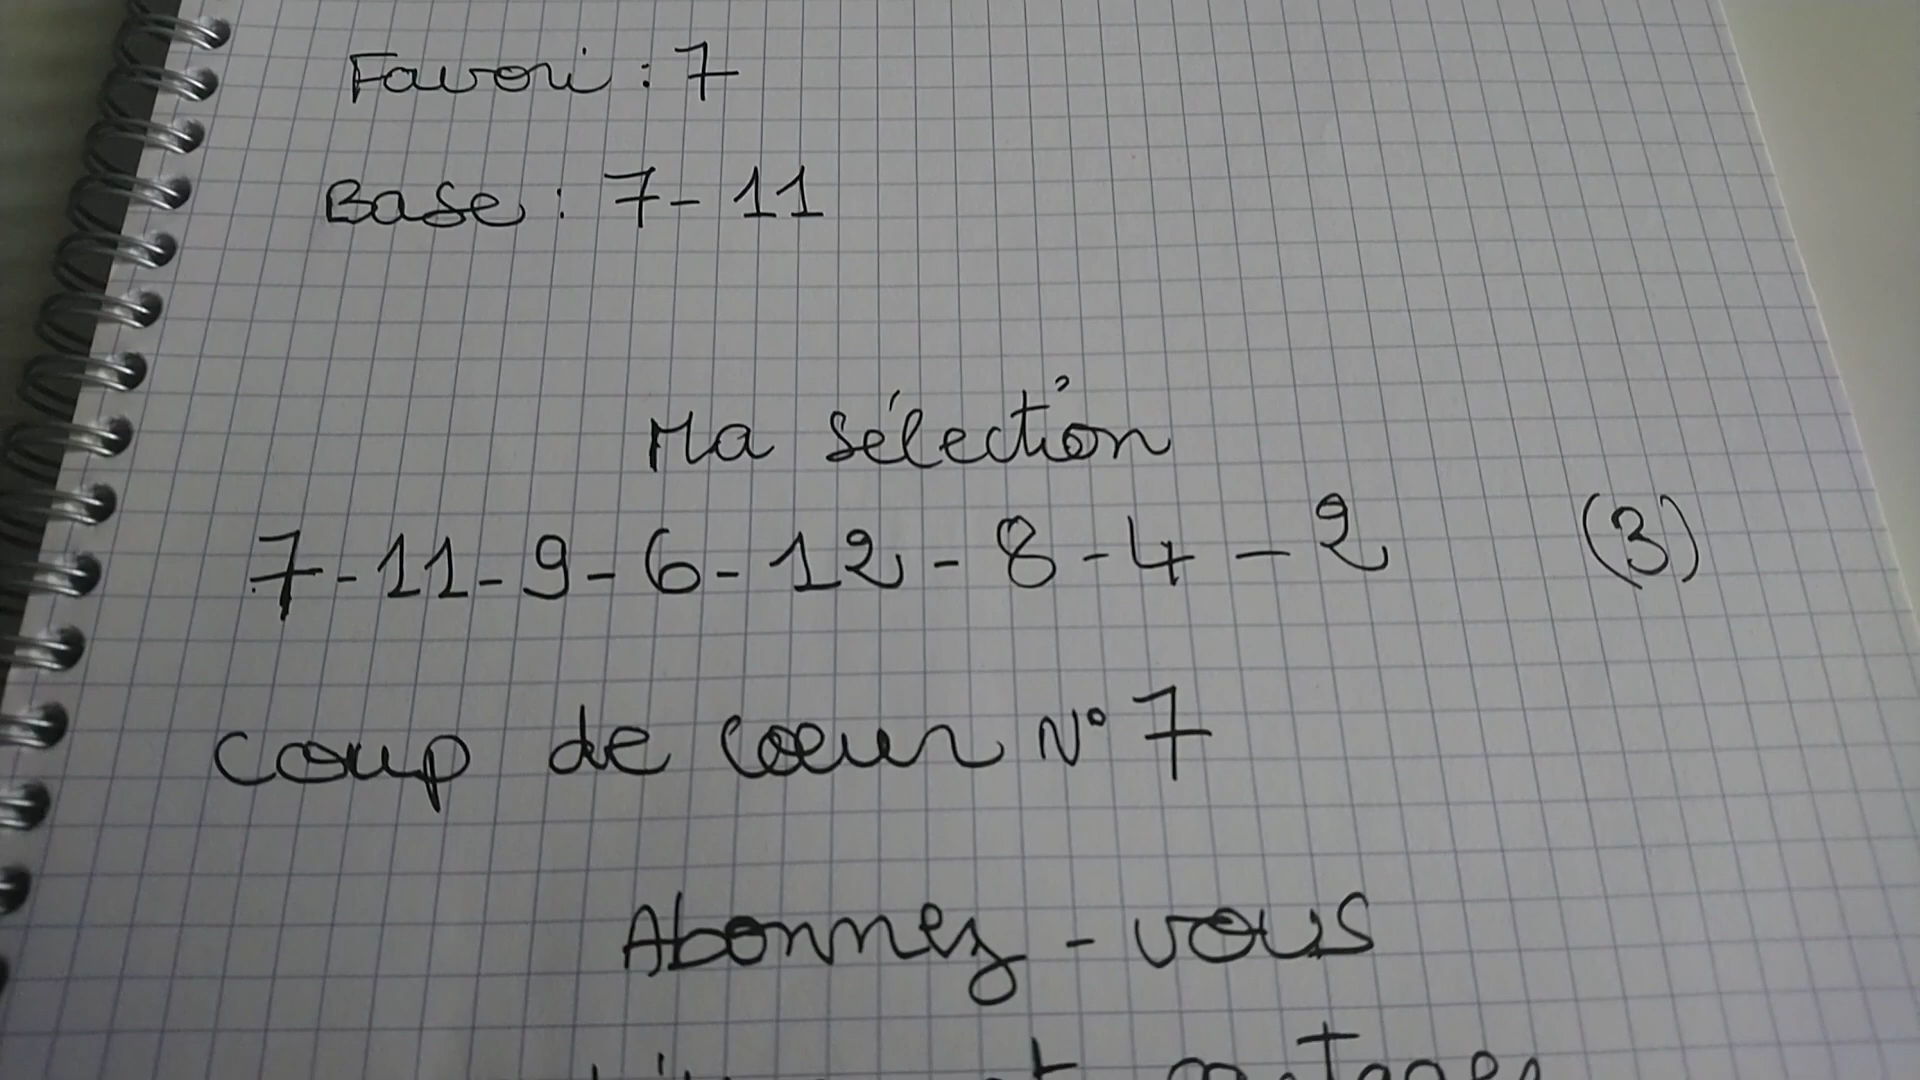 Favori : 7
Base : 7 - 11
Ma sélection
7 - 11 - 9 - 6 - 12 - 8 - 4 - 2 (3)
coup de coeur N° 7
Abonnez - vous